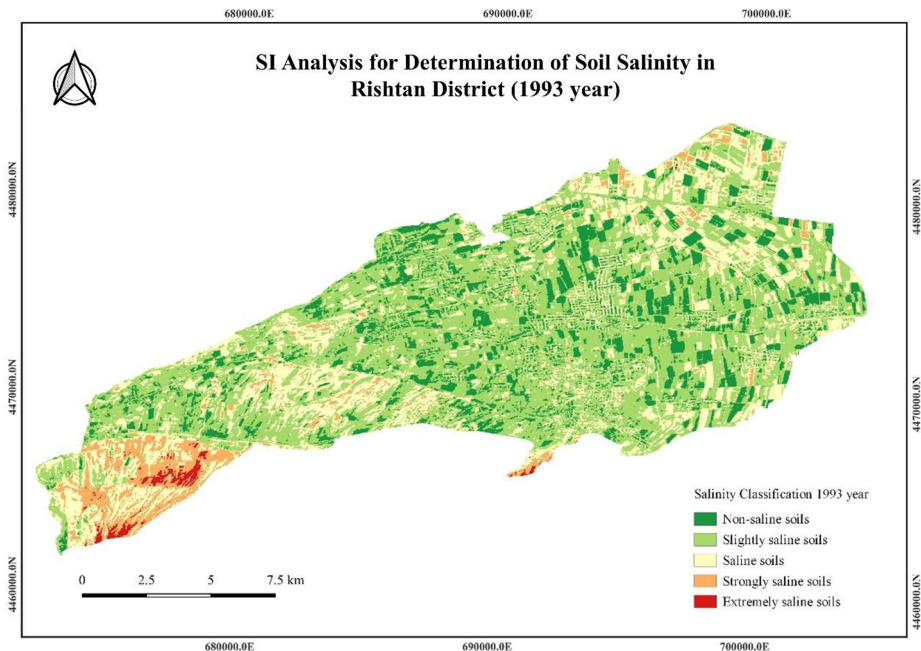 680000.0E 690000.0E 700000.0E
SI Analysis for Determination of Soil Salinity in
Rishtan District (1993 year)
4480000.0N
4480000.0N
4470000.0N
4470000.0N
Salinity Classification 1993 year
Non-saline soils
Slightly saline soils
Saline soils
Strongly saline soils
Extremely saline soils
0 2.5 5 7.5 km
4460000.0N
4460000.0N
680000.0E 690000.0E 700000.0E